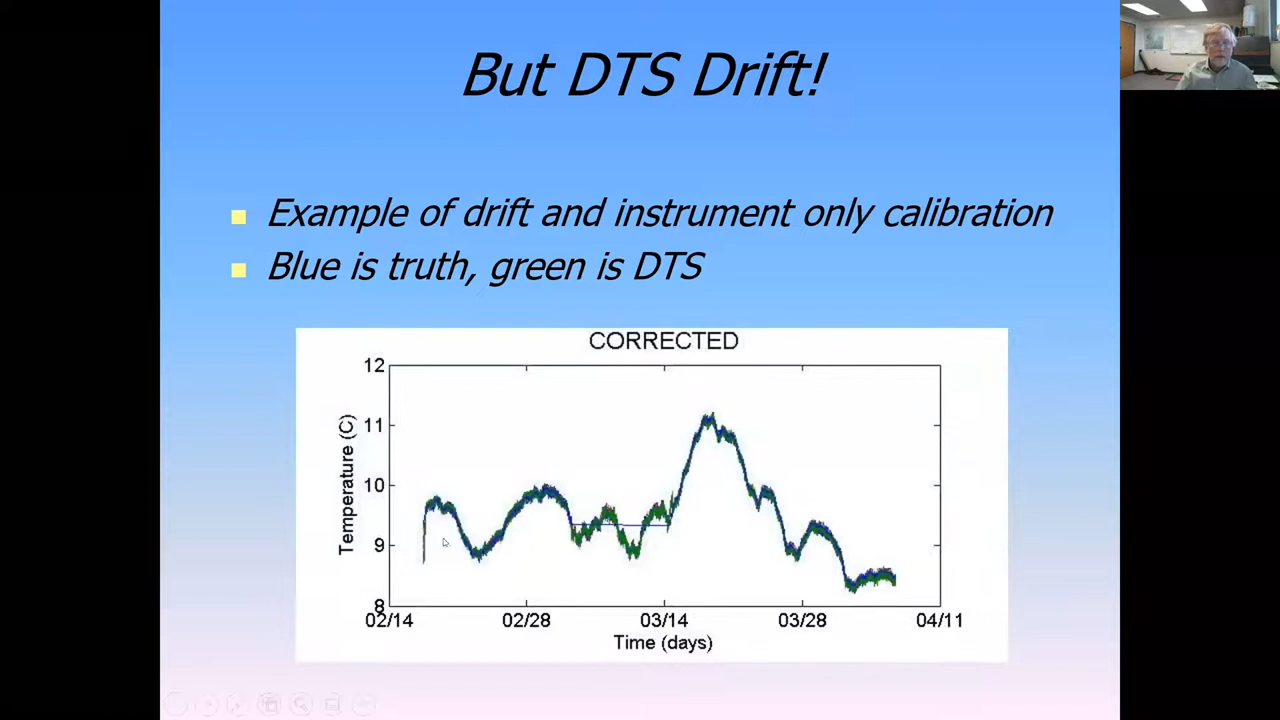 But DTS Drift!
Example of drift and instrument only calibration
Blue is truth, green is DTS
CORRECTED
12
11
10
9
8
Temperature (C)
02/14 02/28 03/14 03/28 04/11
Time (days)